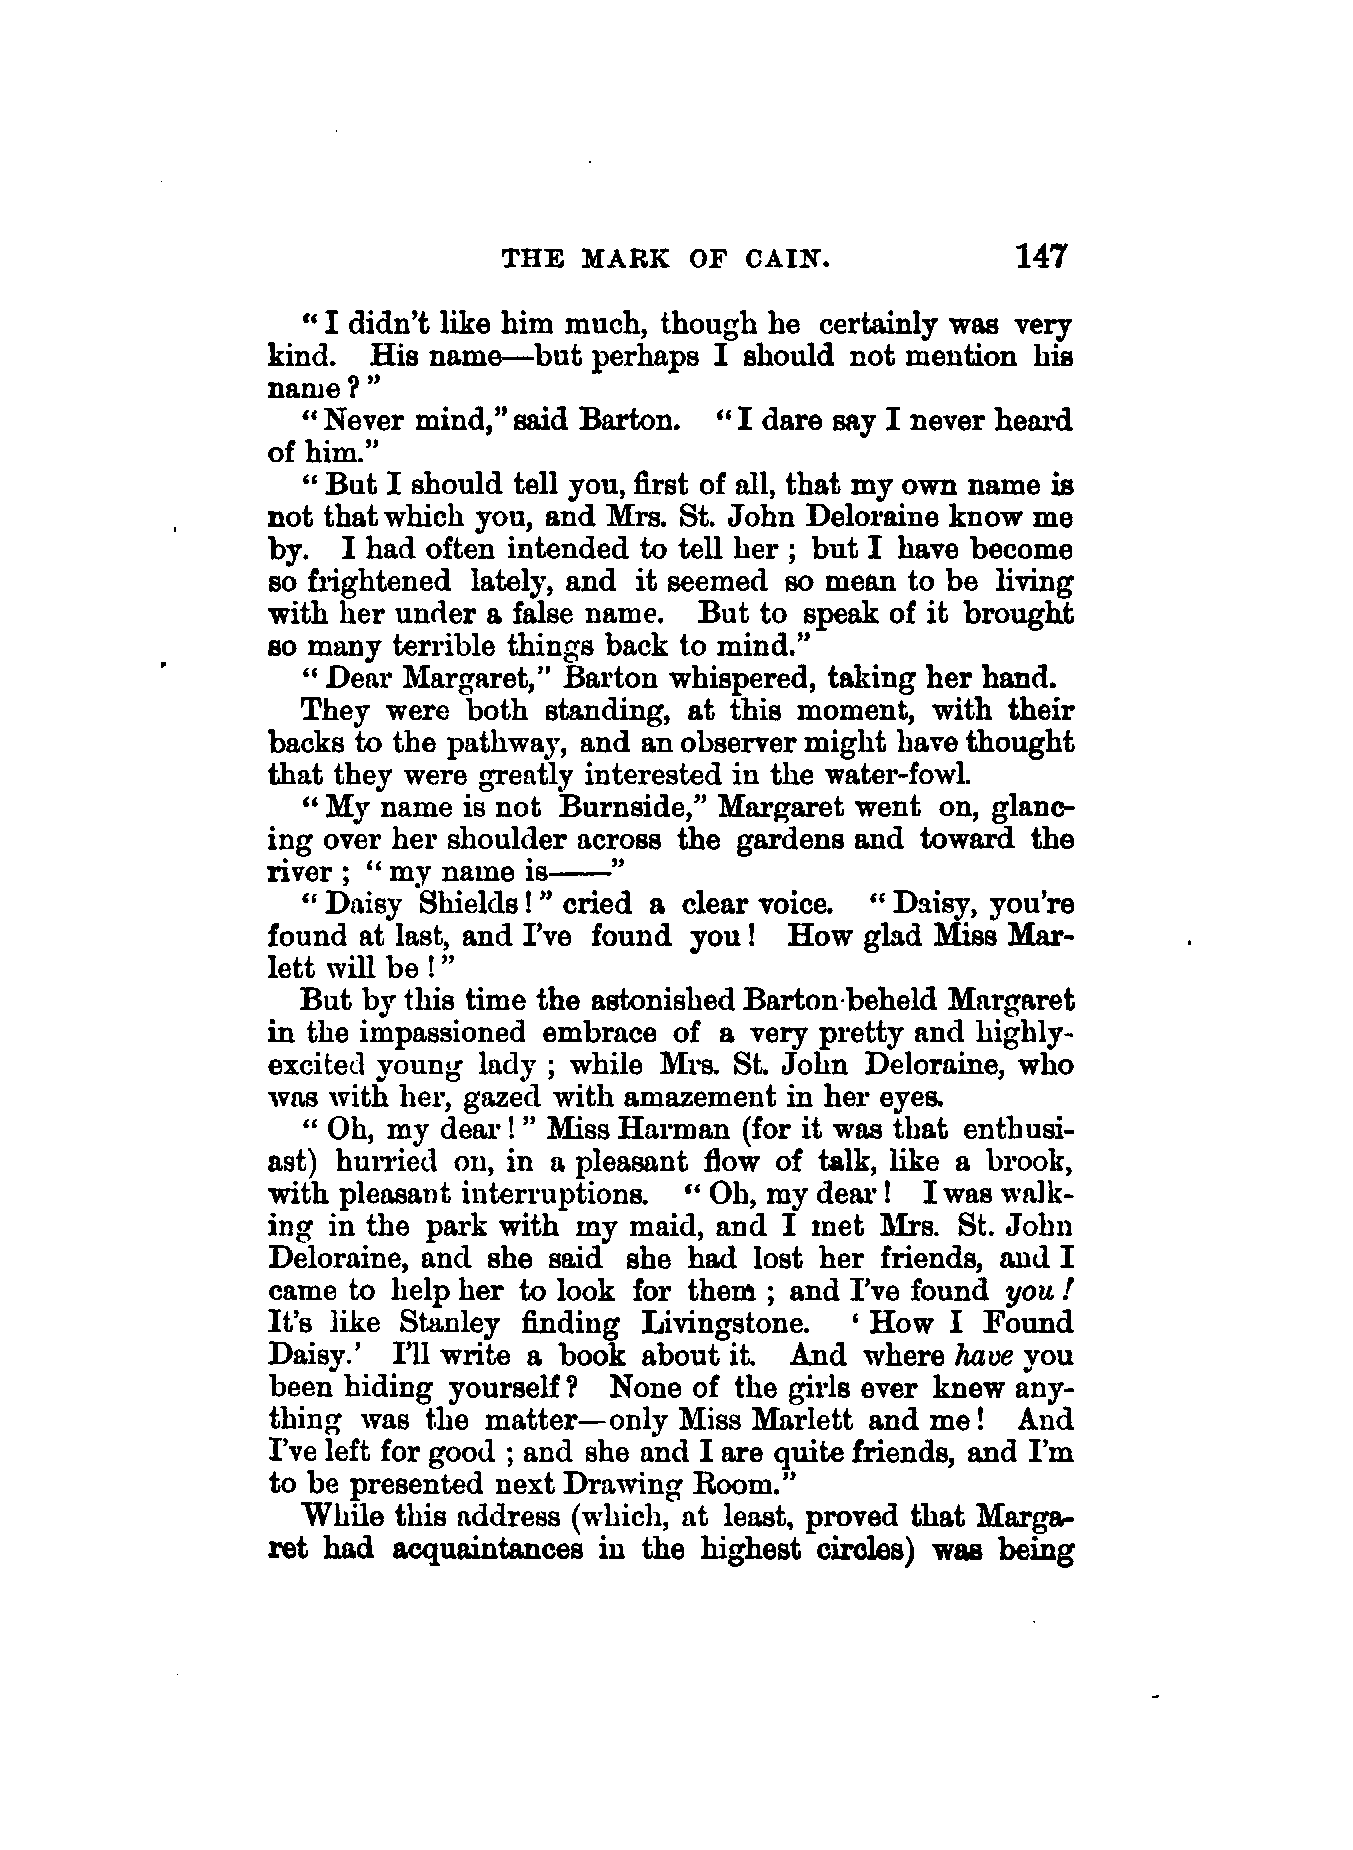 THE MARK OF CAIN. 147
“I didn't like him much, though he certainly was very
kind. His name—but perhaps I should not mention his
name?”
“Never mind,” said Barton. “I dare say I never heard
of him.”
“But I should tell you, first of all, that my own name is
not that which you, and Mrs. St. John Deloraine know me
by. I had often intended to tell her; but I have become
so frightened lately, and it seemed so mean to be living
with her under a false name. But to speak of it brought
so many terrible things back to mind.”
“Dear Margaret,” Barton whispered, taking her hand.
They were both standing, at this moment, with their
backs to the pathway, and an observer might have thought
that they were greatly interested in the water-fowl.
“My name is not Burnside,” Margaret went on, glanc-
ing over her shoulder across the gardens and toward the
river; “my name is——”
“Daisy Shields!” cried a clear voice. “Daisy, you're
found at last, and I've found you! How glad Miss Mar-
lett will be!”
But by this time the astonished Barton beheld Margaret
in the impassioned embrace of a very pretty and highly-
excited young lady; while Mrs. St. John Deloraine, who
was with her, gazed with amazement in her eyes.
“Oh, my dear!” Miss Harman (for it was that enthusi-
ast) hurried on, in a pleasant flow of talk, like a brook,
with pleasant interruptions. “Oh, my dear! I was walk-
ing in the park with my maid, and I met Mrs. St. John
Deloraine, and she said she had lost her friends, and I
came to help her to look for them; and I've found you!
It's like Stanley finding Livingstone. ‘How I Found
Daisy.’ I'll write a book about it. And where have you
been hiding yourself? None of the girls ever knew any-
thing was the matter—only Miss Marlett and me! And
I've left for good; and she and I are quite friends, and I'm
to be presented next Drawing Room.”
While this address (which, at least, proved that Marga-
ret had acquaintances in the highest circles) was being